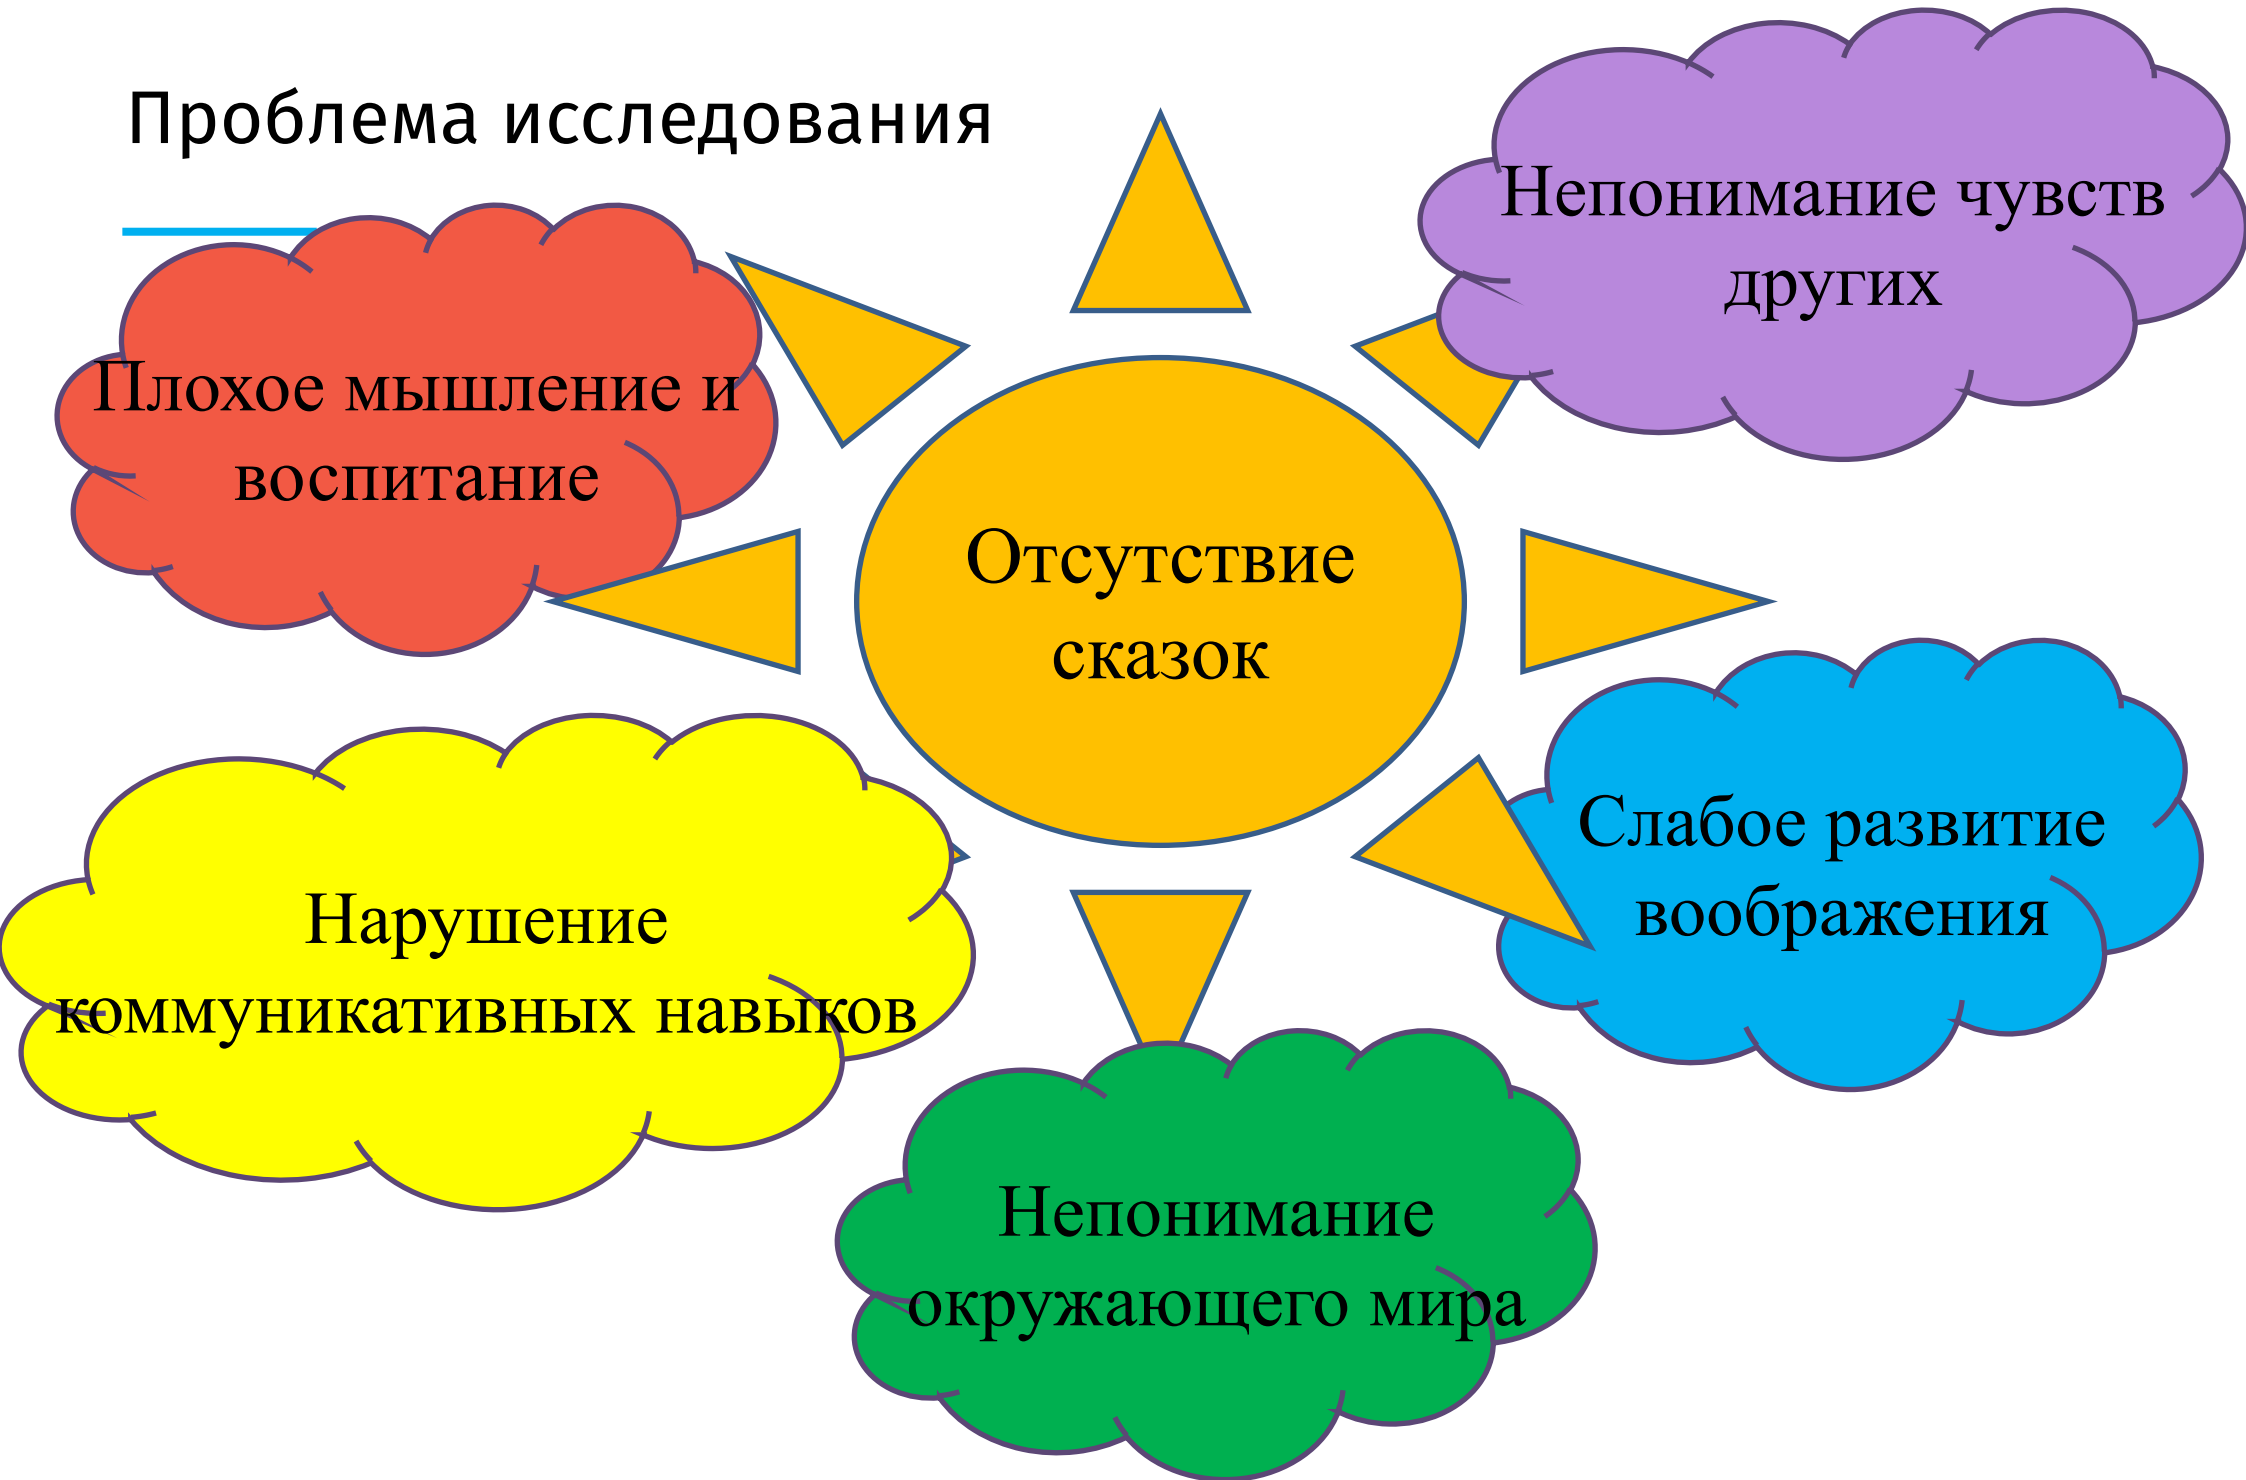 Проблема исследования
Непонимание чувств
других
Плохое мышление и
воспитание
Отсутствие
сказок
Слабое развитие
воображения
Нарушение
коммуникативных навыков
Непонимание
окружающего мира